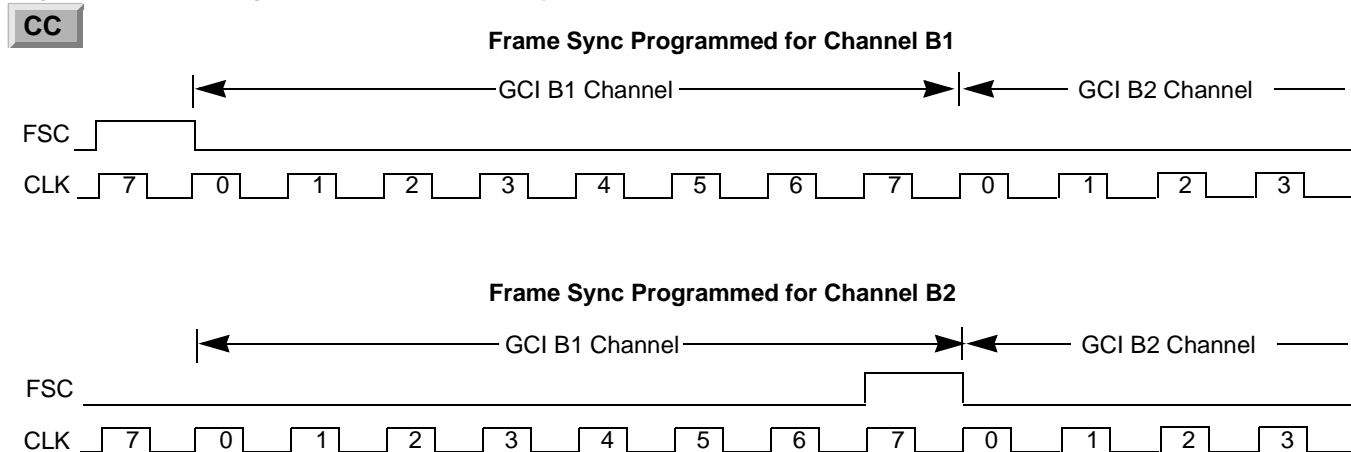 CC
Frame Sync Programmed for Channel B1
GCI B1 Channel GCI B2 Channel
FSC
CLK 7 0 1 2 3 4 5 6 7 0 1 2 3
Frame Sync Programmed for Channel B2
GCI B1 Channel GCI B2 Channel
FSC
CLK 7 0 1 2 3 4 5 6 7 0 1 2 3